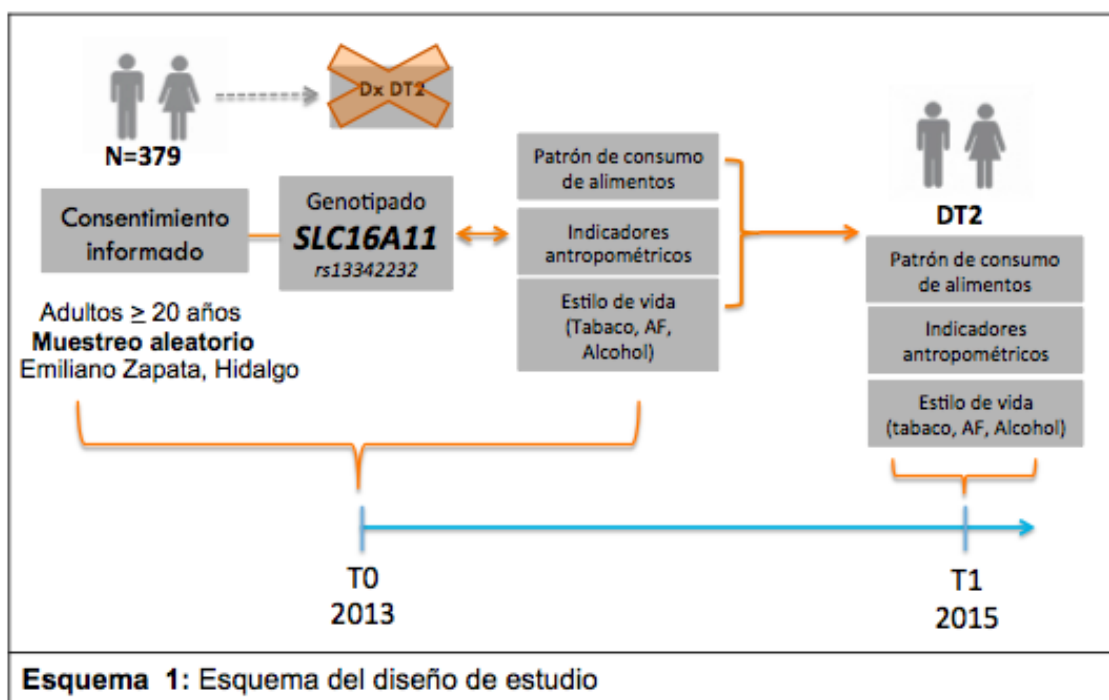 Dx DT2
N=379
Consentimiento
informado
Genotipado
SLC16A11
rs13342232
Patrón de consumo
de alimentos
Indicadores
antropométricos
Estilo de vida
(Tabaco, AF,
Alcohol)
Adultos ≥ 20 años
Muestreo aleatorio
Emiliano Zapata, Hidalgo
DT2
Patrón de consumo
de alimentos
Indicadores
antropométricos
Estilo de vida
(tabaco, AF, Alcohol)
T0
2013
T1
2015
Esquema 1: Esquema del diseño de estudio